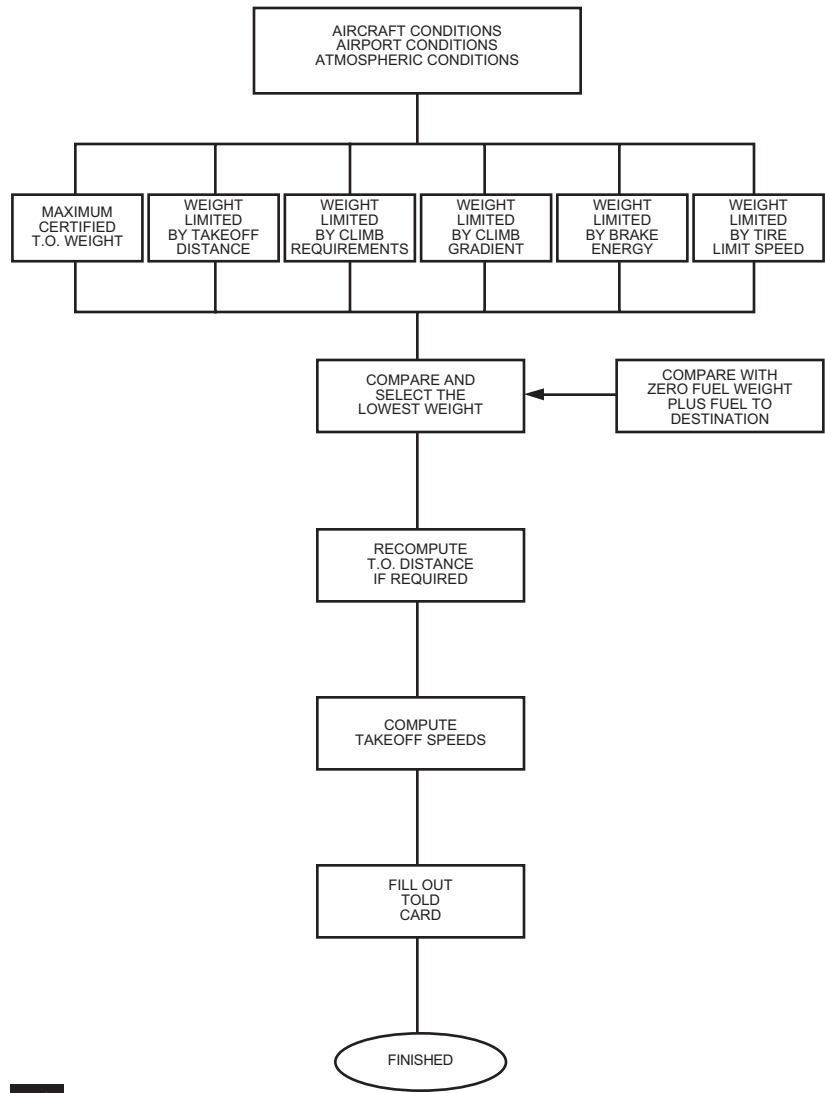 AIRCRAFT CONDITIONS
AIRPORT CONDITIONS
ATMOSPHERIC CONDITIONS
MAXIMUM
CERTIFIED
T.O. WEIGHT
WEIGHT
LIMITED
BY TAKEOFF
DISTANCE
WEIGHT
LIMITED
BY CLIMB
REQUIREMENTS
WEIGHT
LIMITED
BY CLIMB
GRADIENT
WEIGHT
LIMITED
BY BRAKE
ENERGY
WEIGHT
LIMITED
BY TIRE
LIMIT SPEED
COMPARE AND
SELECT THE
LOWEST WEIGHT
COMPARE WITH
ZERO FUEL WEIGHT
PLUS FUEL TO
DESTINATION
RECOMPUTE
T.O. DISTANCE
IF REQUIRED
COMPUTE
TAKEOFF SPEEDS
FILL OUT
TOLD
CARD
FINISHED